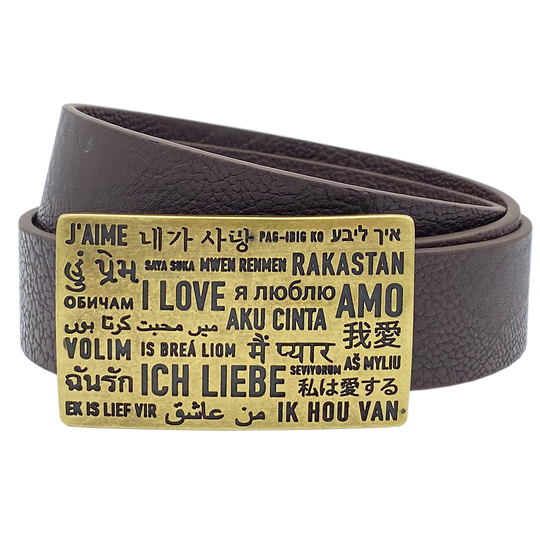 J'AIME 내가 사랑 PAG-IBIG KO איך ליבע
હું પ્રેમ SAYA SUKA MWEN RENMEN RAKASTAN
ОБИЧАМ I LOVE я люблю AMO
میں محبت کرتا ہوں AKU CINTA 我愛
VOLIM IS BREÁ LIOM मैं प्यार SEVIYORUM AŠ MYLIU
ฉันรัก ICH LIEBE 私は愛する
EK IS LIEF VIR من عاشق IK HOU VAN